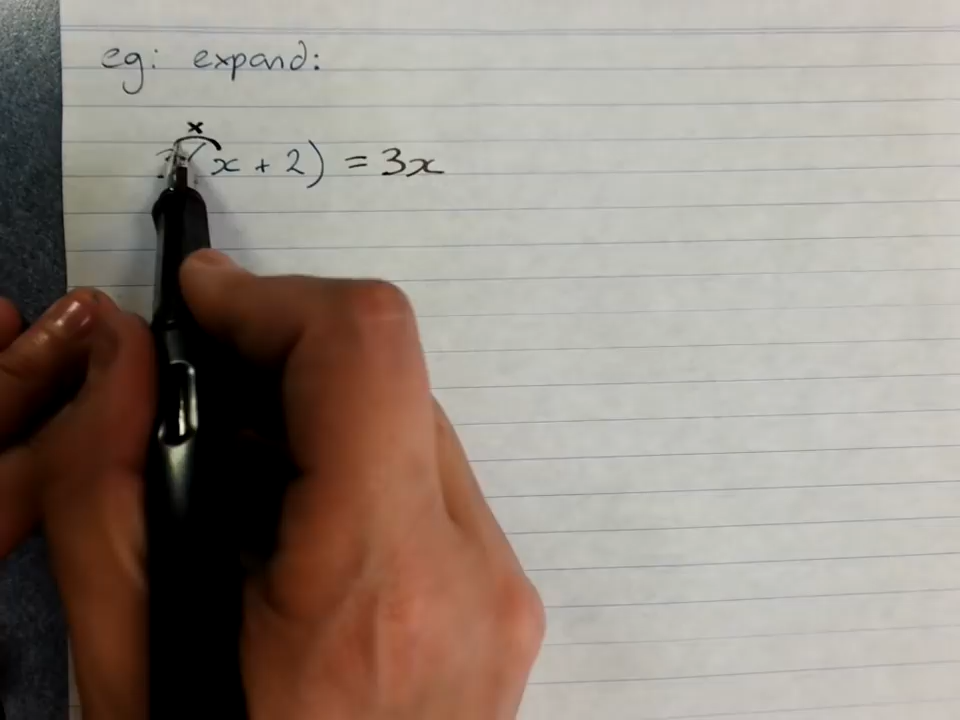 eg: expand:
×
(x + 2) = 3x